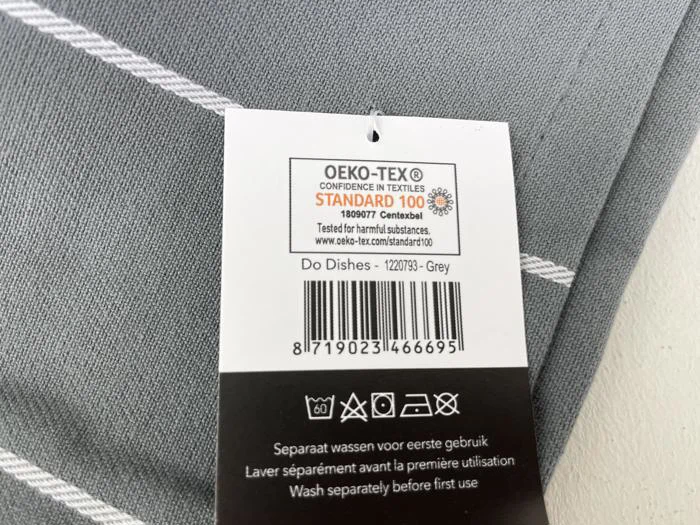 OEKO-TEX®
CONFIDENCE IN TEXTILES
STANDARD 100
1809077 Centexbel
Tested for harmful substances.
www.oeko-tex.com/standard100
Do Dishes - 1220793 - Grey
8 719023 466695
60
Separaat wassen voor eerste gebruik
Laver séparément avant la première utilisation
Wash separately before first use